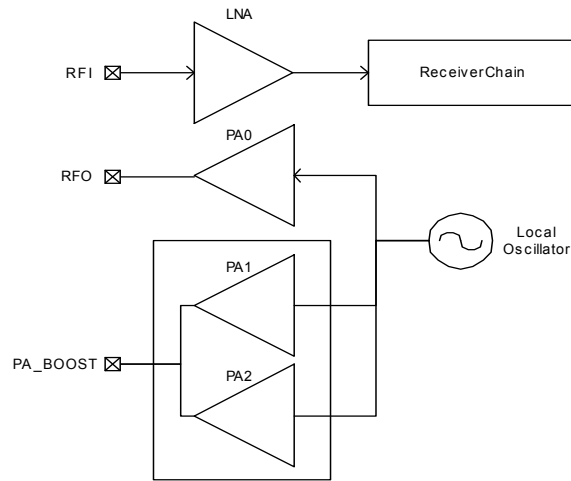 LNA
RFI
ReceiverChain
PA0
RFO
Local
Oscillator
PA1
PA_BOOST
PA2